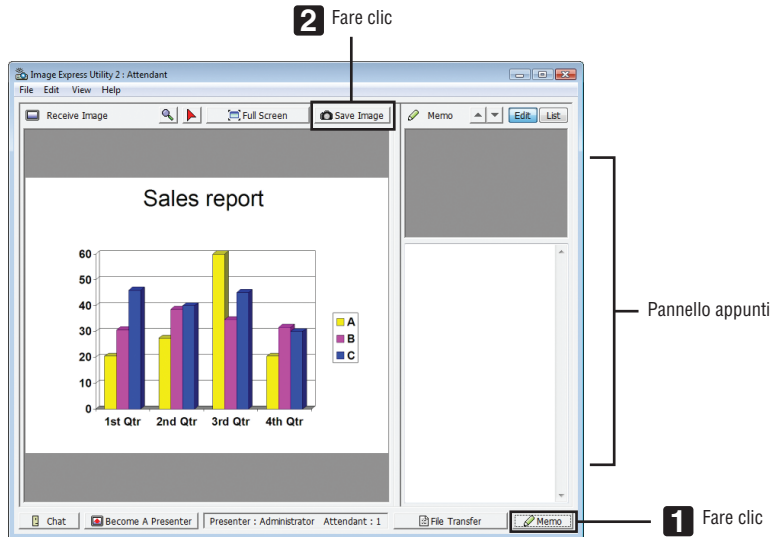 2 Fare clic
Image Express Utility 2 : Attendant
File Edit View Help
Receive Image Full Screen Save Image Memo Edit List
Sales report
60
50
40
30
20
10
0
1st Qtr 2nd Qtr 3rd Qtr 4th Qtr
A
B
C
Pannello appunti
Chat Become A Presenter Presenter : Administrator Attendant : 1 File Transfer Memo
1 Fare clic